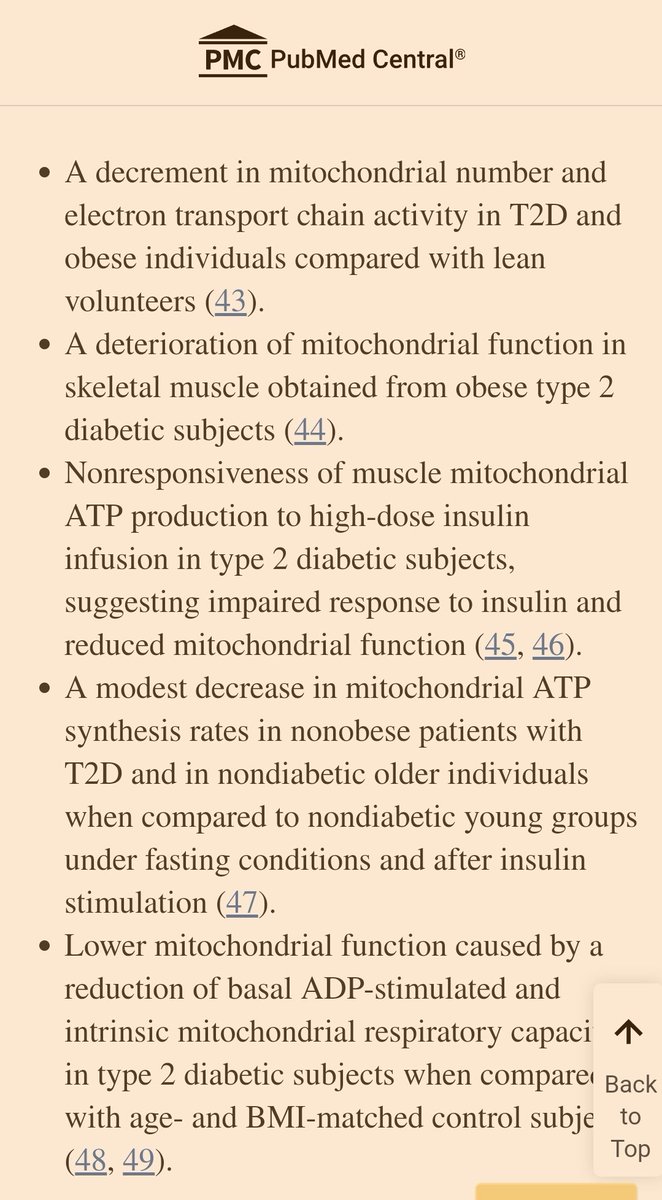 PMC PubMed Central®
• A decrement in mitochondrial number and
electron transport chain activity in T2D and
obese individuals compared with lean
volunteers (43).
• A deterioration of mitochondrial function in
skeletal muscle obtained from obese type 2
diabetic subjects (44).
• Nonresponsiveness of muscle mitochondrial
ATP production to high-dose insulin
infusion in type 2 diabetic subjects,
suggesting impaired response to insulin and
reduced mitochondrial function (45, 46).
• A modest decrease in mitochondrial ATP
synthesis rates in nonobese patients with
T2D and in nondiabetic older individuals
when compared to nondiabetic young groups
under fasting conditions and after insulin
stimulation (47).
• Lower mitochondrial function caused by a
reduction of basal ADP-stimulated and
intrinsic mitochondrial respiratory
in type 2 diabetic subjects when
with age- and BMI-matched control
(48, 49).
Back
to
Top